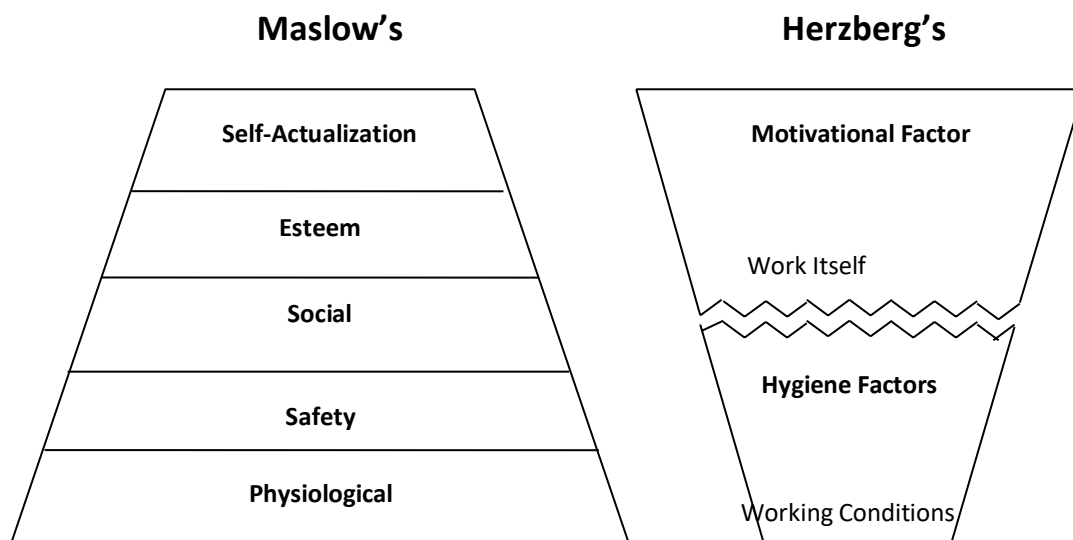 Maslow's
Herzberg's
Self-Actualization
Motivational Factor
Esteem
Work Itself
Social
Hygiene Factors
Safety
Physiological
Working Conditions